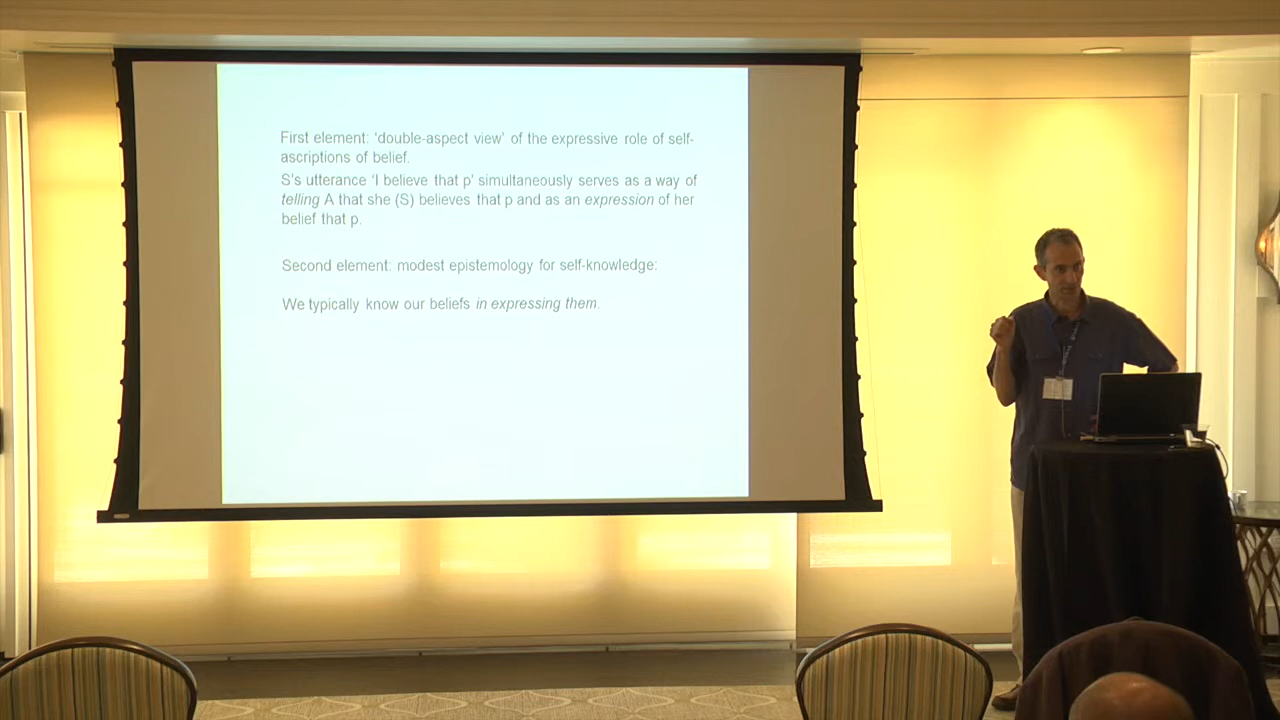 First element: ‘double-aspect view’ of the expressive role of self-
ascriptions of belief.
S’s utterance ‘I believe that p’ simultaneously serves as a way of
telling A that she (S) believes that p and as an expression of her
belief that p.
Second element: modest epistemology for self-knowledge:
We typically know our beliefs in expressing them.